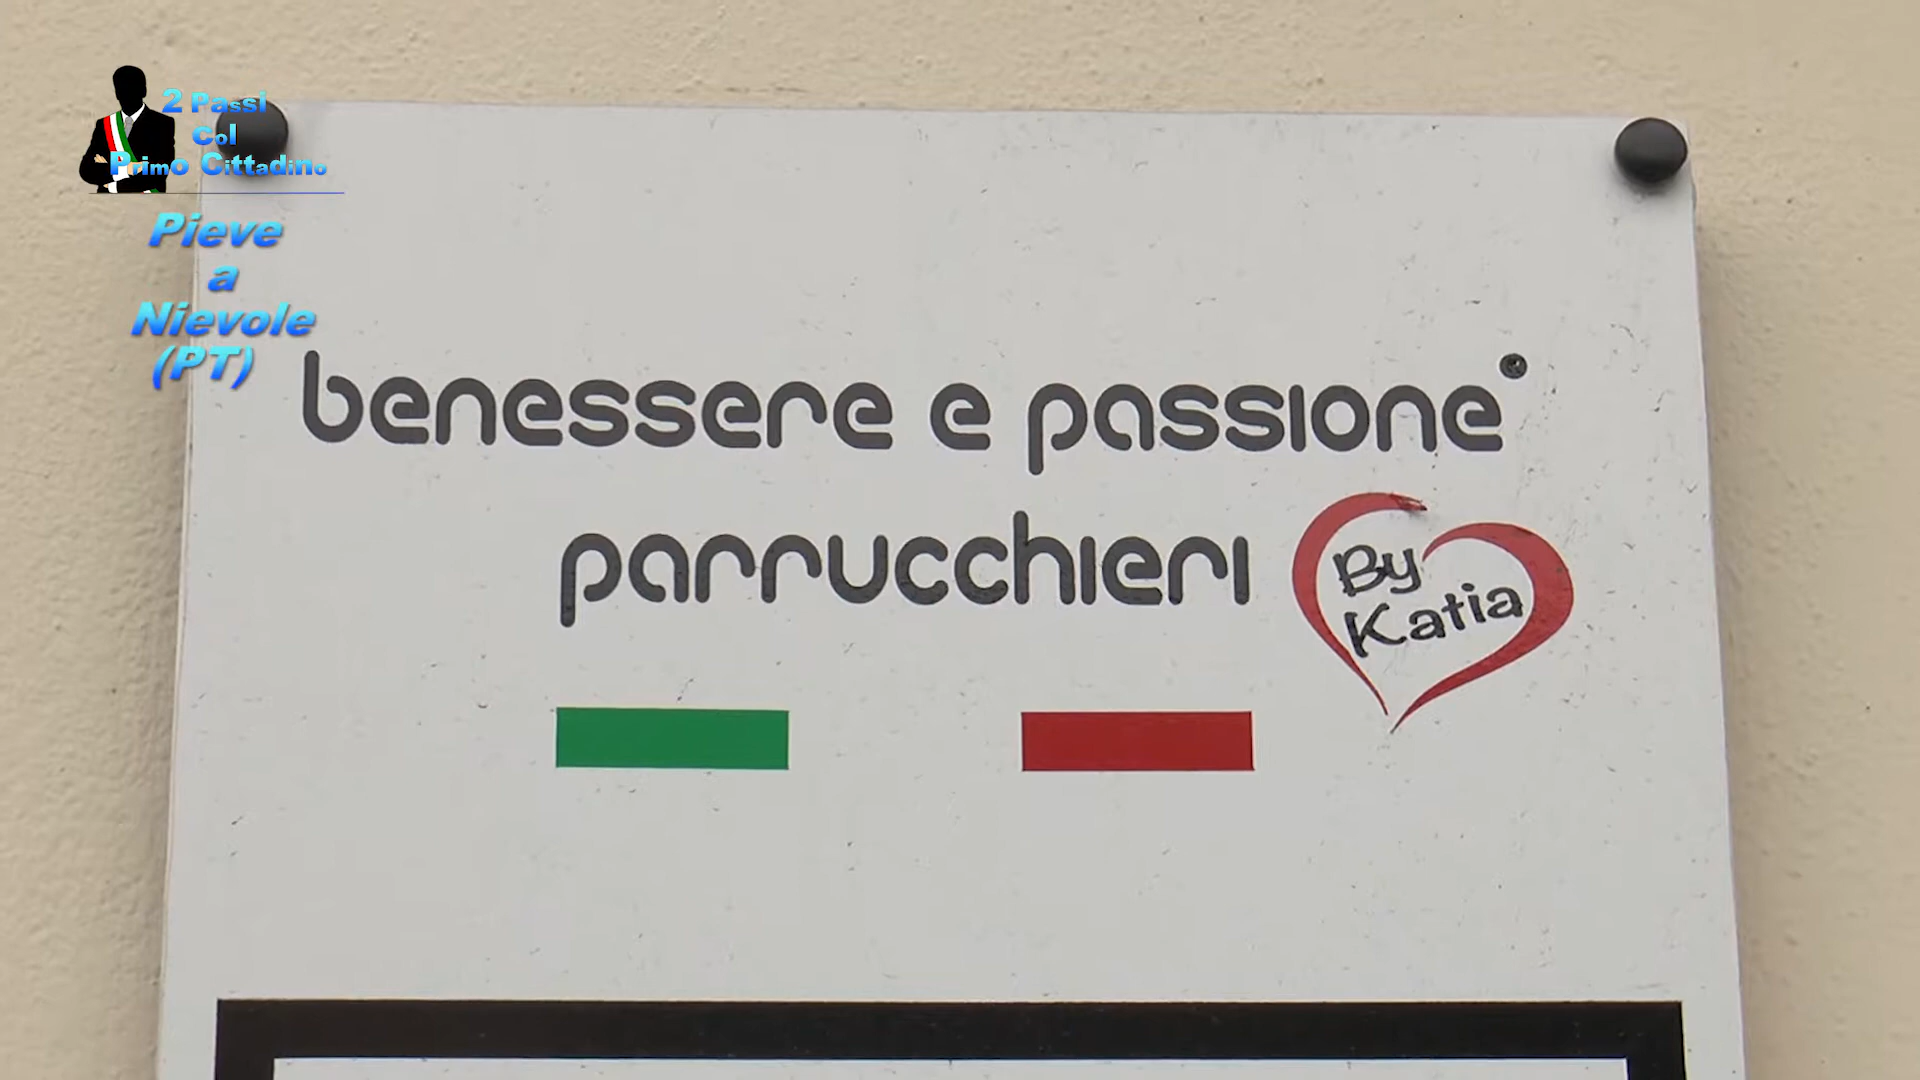 2 Passi
Col
Primo Cittadino
Pieve
a
Nievole
(PT)
benessere e passione
parrucchieri
By
Katia